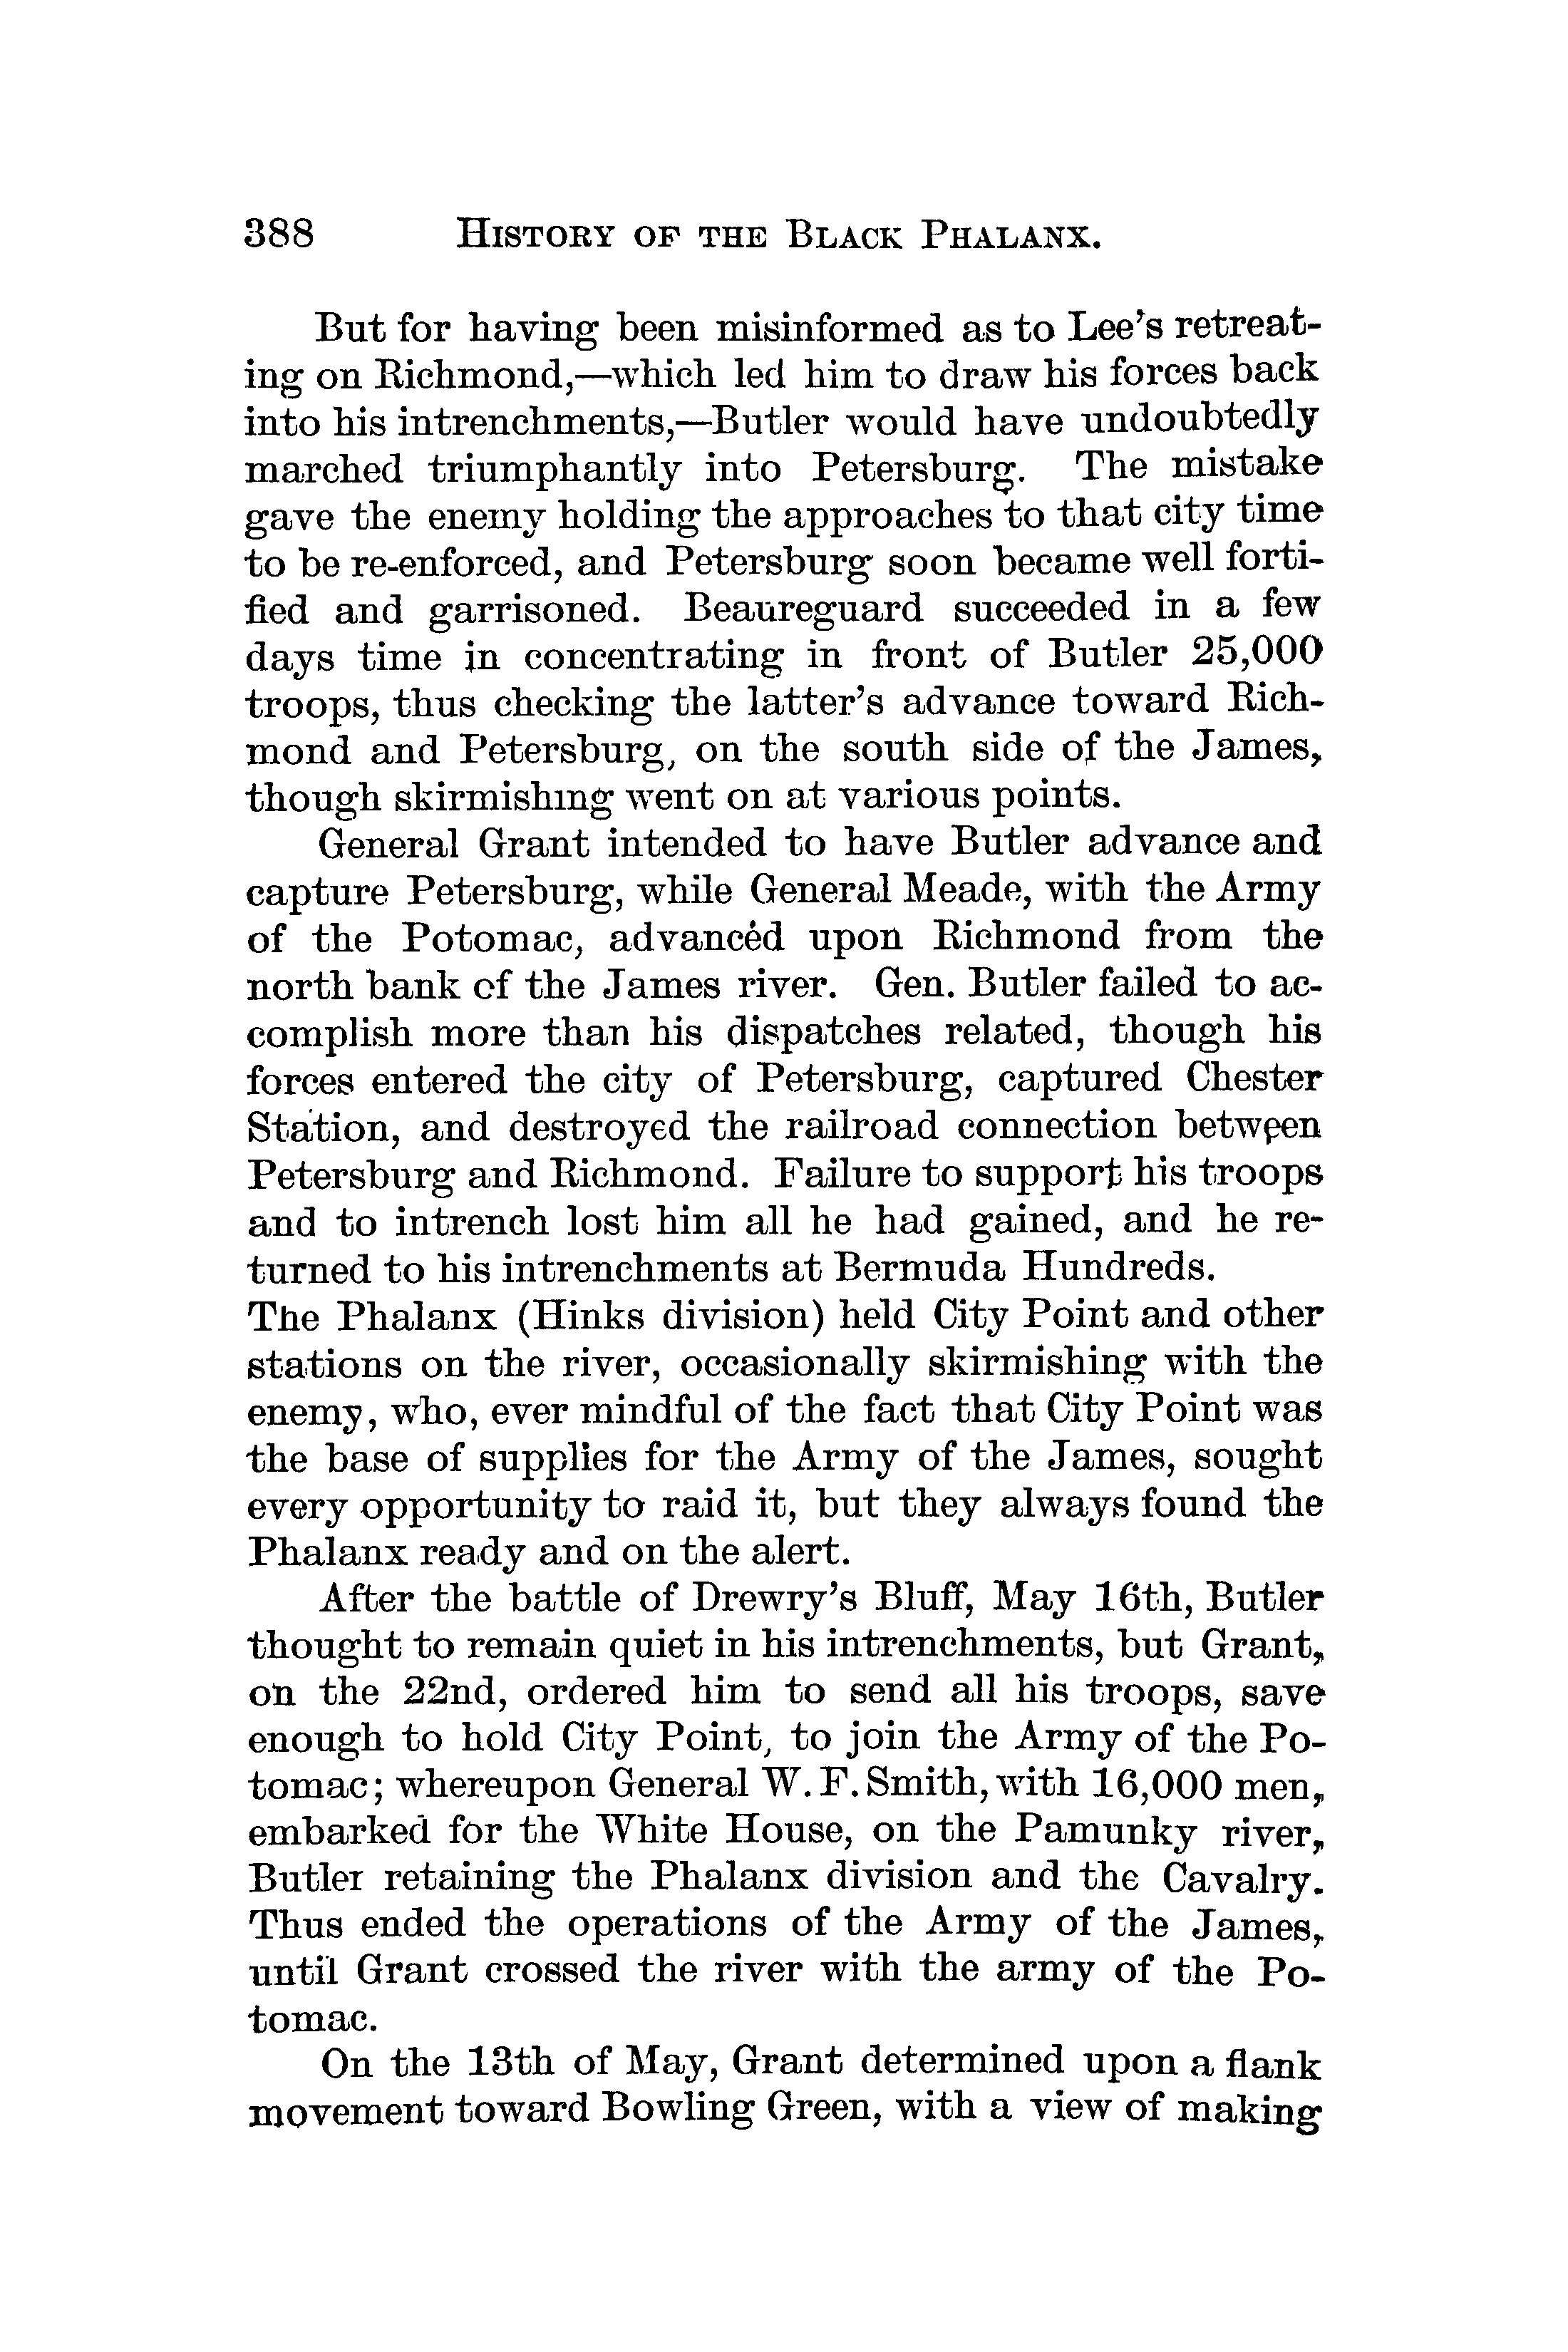 388 HISTORY OF THE BLACK PHALANX.
But for having been misinformed as to Lee's retreat-
ing on Richmond,—which led him to draw his forces back
into his intrenchments,—Butler would have undoubtedly
marched triumphantly into Petersburg. The mistake
gave the enemy holding the approaches to that city time
to be re-enforced, and Petersburg soon became well forti-
fied and garrisoned. Beaureguard succeeded in a few
days time in concentrating in front of Butler 25,000
troops, thus checking the latter's advance toward Rich-
mond and Petersburg, on the south side of the James,
though skirmishing went on at various points.
General Grant intended to have Butler advance and
capture Petersburg, while General Meade, with the Army
of the Potomac, advanced upon Richmond from the
north bank of the James river. Gen. Butler failed to ac-
complish more than his dispatches related, though his
forces entered the city of Petersburg, captured Chester
Station, and destroyed the railroad connection between
Petersburg and Richmond. Failure to support his troops
and to intrench lost him all he had gained, and he re-
turned to his intrenchments at Bermuda Hundreds.
The Phalanx (Hinks division) held City Point and other
stations on the river, occasionally skirmishing with the
enemy, who, ever mindful of the fact that City Point was
the base of supplies for the Army of the James, sought
every opportunity to raid it, but they always found the
Phalanx ready and on the alert.
After the battle of Drewry's Bluff, May 16th, Butler
thought to remain quiet in his intrenchments, but Grant,
on the 22nd, ordered him to send all his troops, save
enough to hold City Point, to join the Army of the Po-
tomac; whereupon General W. F. Smith, with 16,000 men,
embarked for the White House, on the Pamunky river,
Butler retaining the Phalanx division and the Cavalry.
Thus ended the operations of the Army of the James,
until Grant crossed the river with the army of the Po-
tomac.
On the 13th of May, Grant determined upon a flank
movement toward Bowling Green, with a view of making